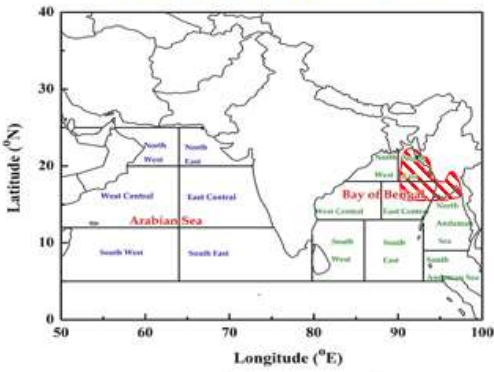 40
30
20
10
0
Latitude (°N)
North
West
North
East
West Central
East Central
Arabian Sea
South West
South East
North
West
Bay of Bengal
West Central
East Central
South
West
South
East
North
Andaman
Sea
South
Andaman Sea
50
60
70
80
90
100
Longitude (°E)